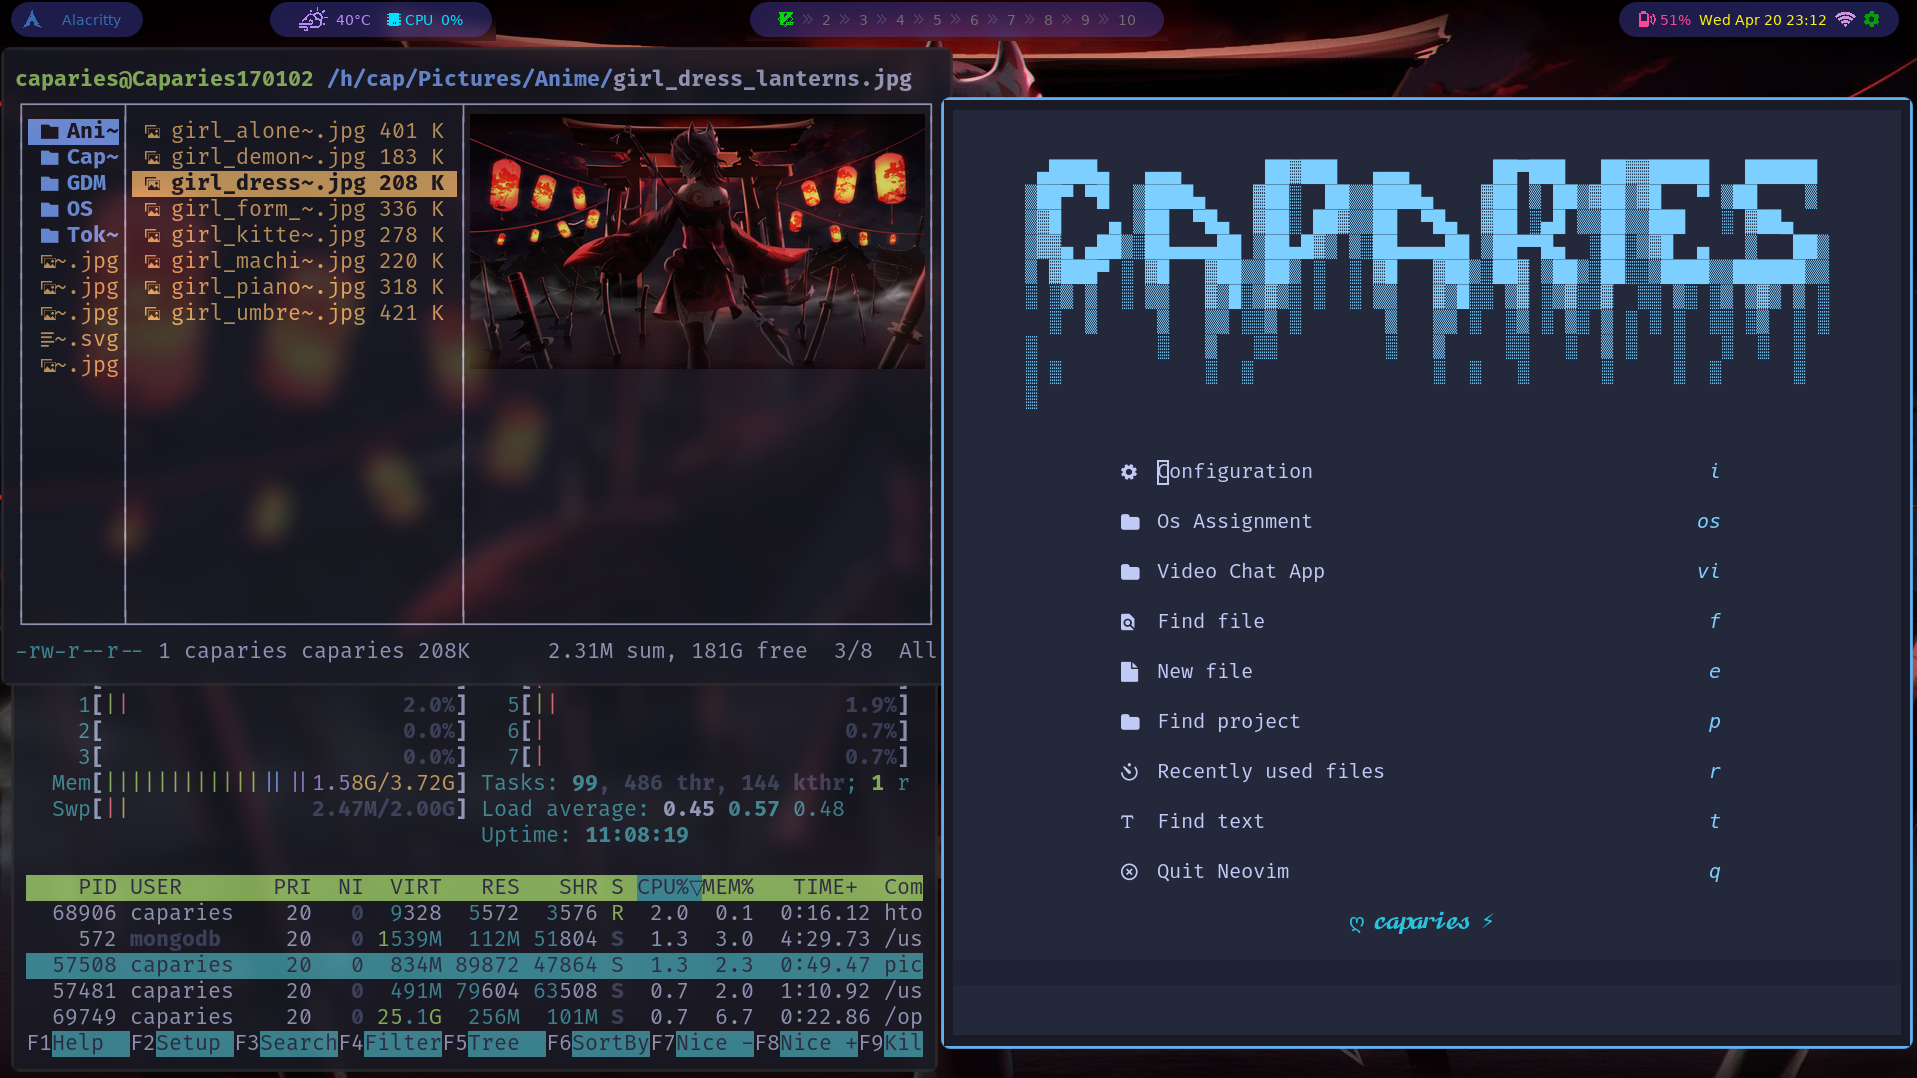 Alacritty
40°C CPU 0%
2 3 4 5 6 7 8 9 10
51% Wed Apr 20 23:12
caparies@Caparies170102 /h/cap/Pictures/Anime/girl_dress_lanterns.jpg
Ani~ girl_alone~.jpg 401 K
Cap~ girl_demon~.jpg 183 K
GDM girl_dress~.jpg 208 K
OS girl_form_~.jpg 336 K
Tok~ girl_kitte~.jpg 278 K
~.jpg girl_machi~.jpg 220 K
~.jpg girl_piano~.jpg 318 K
~.jpg girl_umbre~.jpg 421 K
~.svg
~.jpg
-rw-r--r-- 1 caparies caparies 208K 2.31M sum, 181G free 3/8 All
1[|| 2.0%] 5[|| 1.9%]
2[ 0.0%] 6[| 0.7%]
3[ 0.0%] 7[| 0.7%]
Mem[|||||||||||||| ||1.58G/3.72G] Tasks: 99, 486 thr, 144 kthr; 1 r
Swp[|| 2.47M/2.00G] Load average: 0.45 0.57 0.48
Uptime: 11:08:19
PID USER PRI NI VIRT RES SHR S CPU%▽MEM% TIME+ Com
68906 caparies 20 0 9328 5572 3576 R 2.0 0.1 0:16.12 hto
572 mongodb 20 0 1539M 112M 51804 S 1.3 3.0 4:29.73 /us
57508 caparies 20 0 834M 89872 47864 S 1.3 2.3 0:49.47 pic
57481 caparies 20 0 491M 79604 63508 S 0.7 2.0 1:10.92 /us
69749 caparies 20 0 25.1G 256M 101M S 0.7 6.7 0:22.86 /op
F1Help F2Setup F3SearchF4FilterF5Tree F6SortByF7Nice -F8Nice +F9Kil
CAPARIES
Configuration i
Os Assignment os
Video Chat App vi
Find file f
New file e
Find project p
Recently used files r
Find text t
Quit Neovim q
ღ caparies ⚡